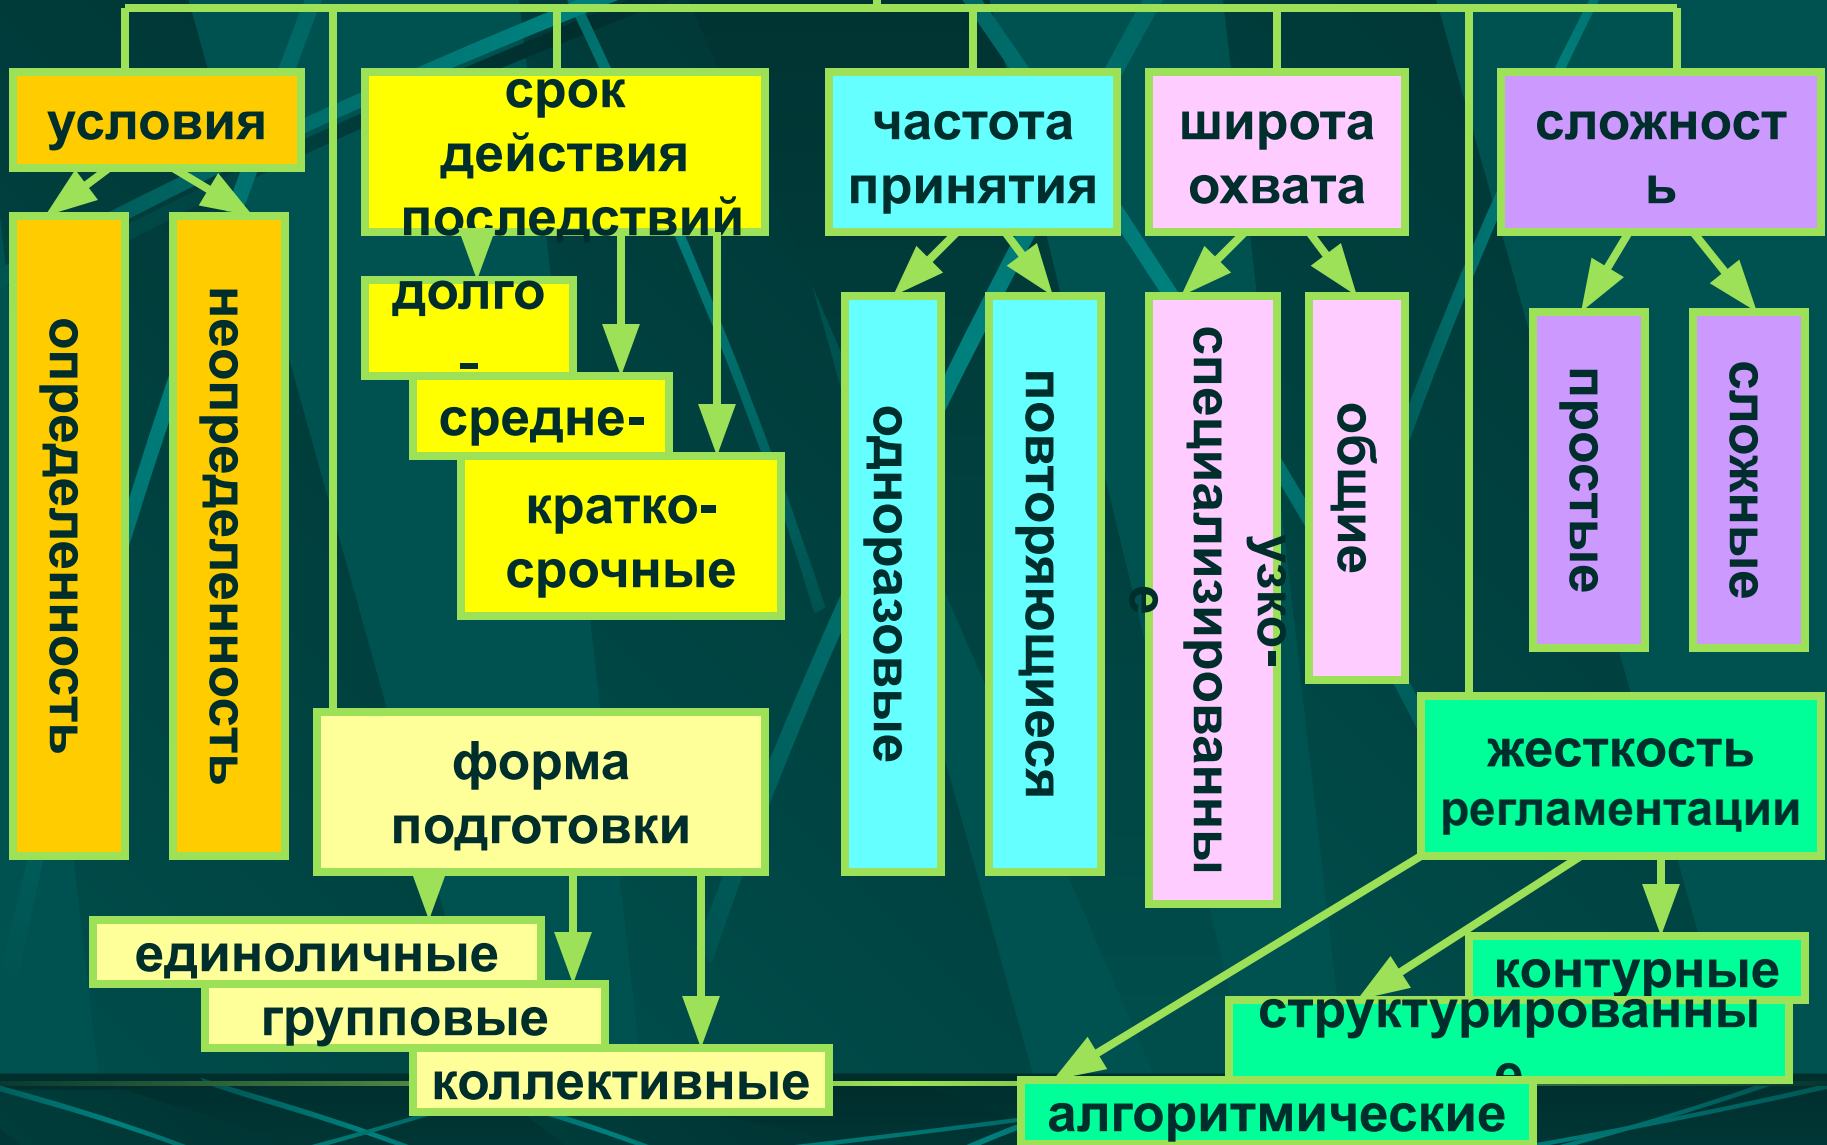 условия
определенность
неопределенность
срок
действия
последствий
долго
-
средне-
кратко-
срочные
частота
принятия
одноразовые
повторяющиеся
широта
охвата
узко-
специализированны
е
общие
сложност
ь
простые
сложные
форма
подготовки
единоличные
групповые
коллективные
жесткость
регламентации
контурные
структурированны
е
алгоритмические